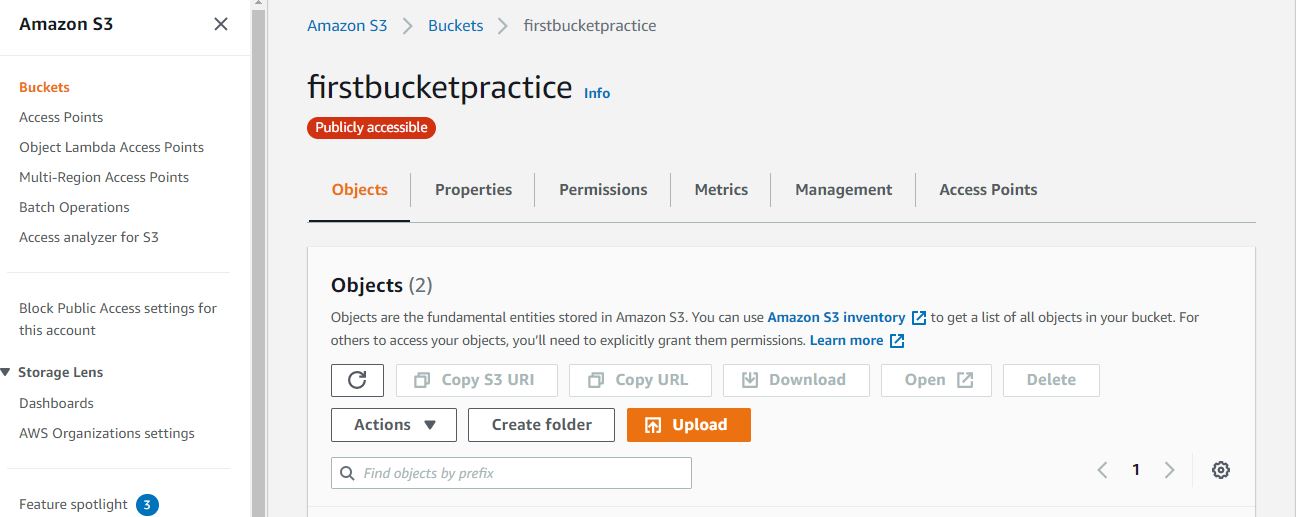 Amazon S3
Buckets
Access Points
Object Lambda Access Points
Multi-Region Access Points
Batch Operations
Access analyzer for S3
Block Public Access settings for
this account
Storage Lens
Dashboards
AWS Organizations settings
Feature spotlight 3
Amazon S3 Buckets firstbucketpractice
firstbucketpractice Info
Publicly accessible
Objects Properties Permissions Metrics Management Access Points
Objects (2)
Objects are the fundamental entities stored in Amazon S3. You can use Amazon S3 inventory to get a list of all objects in your bucket. For
others to access your objects, you'll need to explicitly grant them permissions. Learn more
Copy S3 URI Copy URL Download Open Delete
Actions Create folder Upload
Find objects by prefix 1